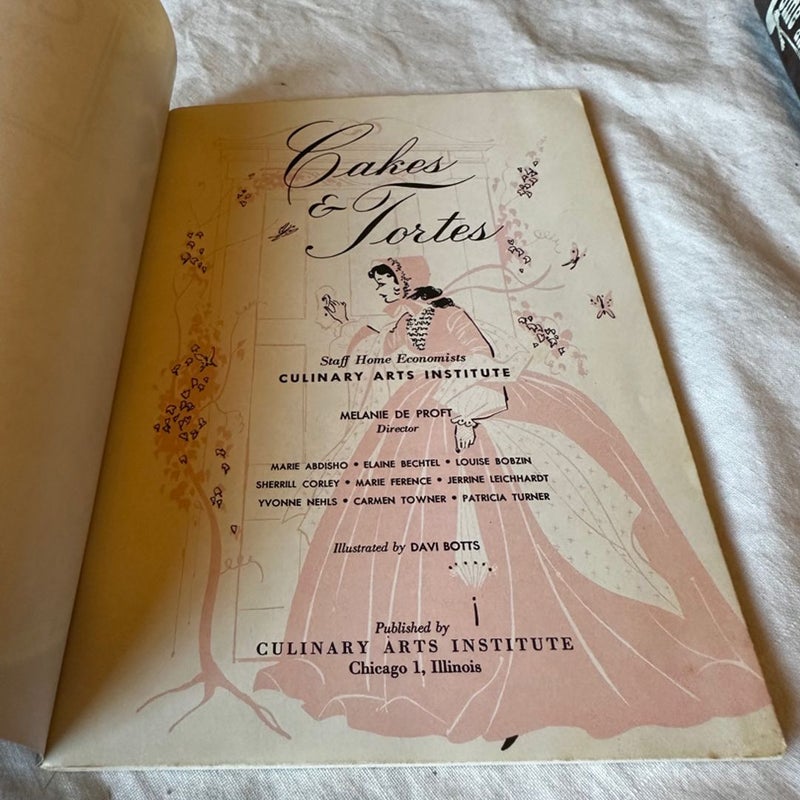 Cakes
& Tortes
Staff Home Economists
CULINARY ARTS INSTITUTE
MELANIE DE PROFT
Director
MARIE ABDISHO • ELAINE BECHTEL • LOUISE BOBZIN
SHERRILL CORLEY • MARIE FERENCE • JERRINE LEICHHARDT
YVONNE NEHLS • CARMEN TOWNER • PATRICIA TURNER
Illustrated by DAVI BOTTS
Published by
CULINARY ARTS INSTITUTE
Chicago 1, Illinois